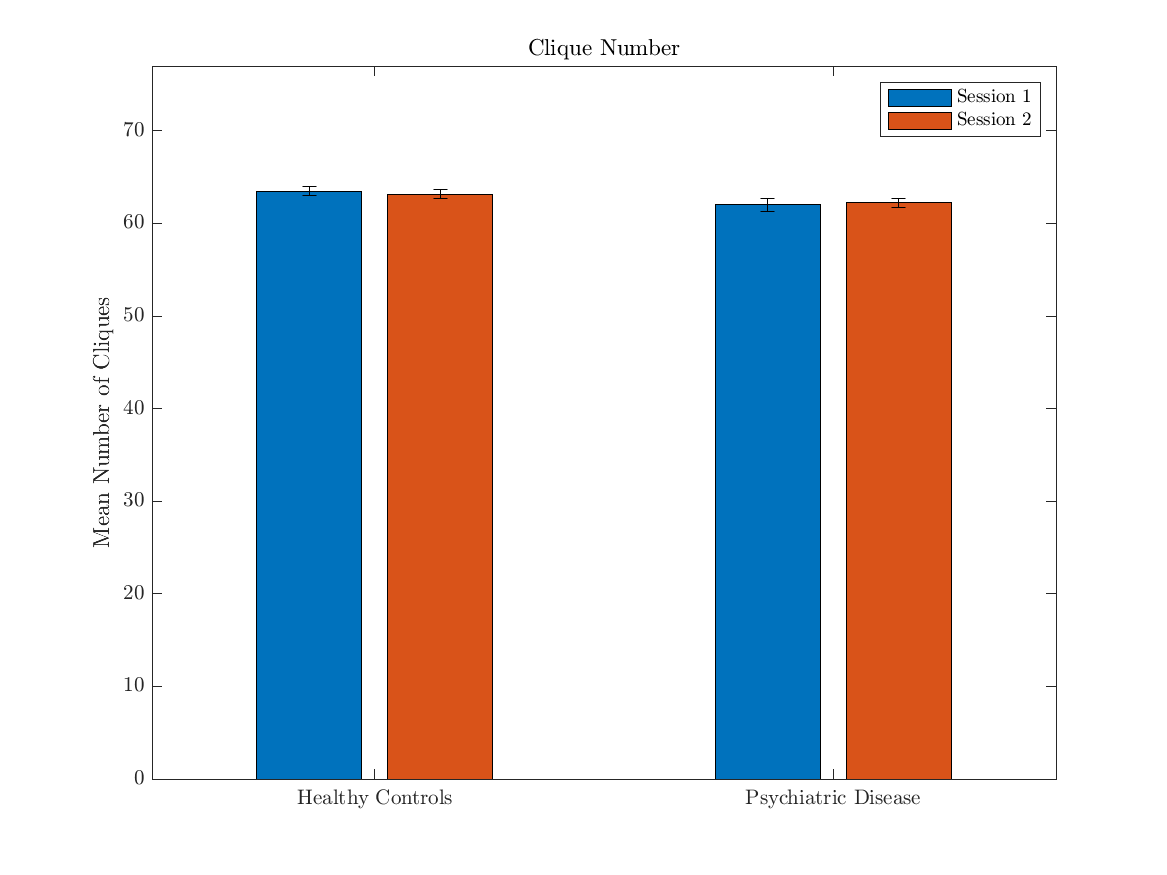 Clique Number
Session 1
Session 2
70
60
50
40
30
20
10
0
Mean Number of Cliques
Healthy Controls
Psychiatric Disease